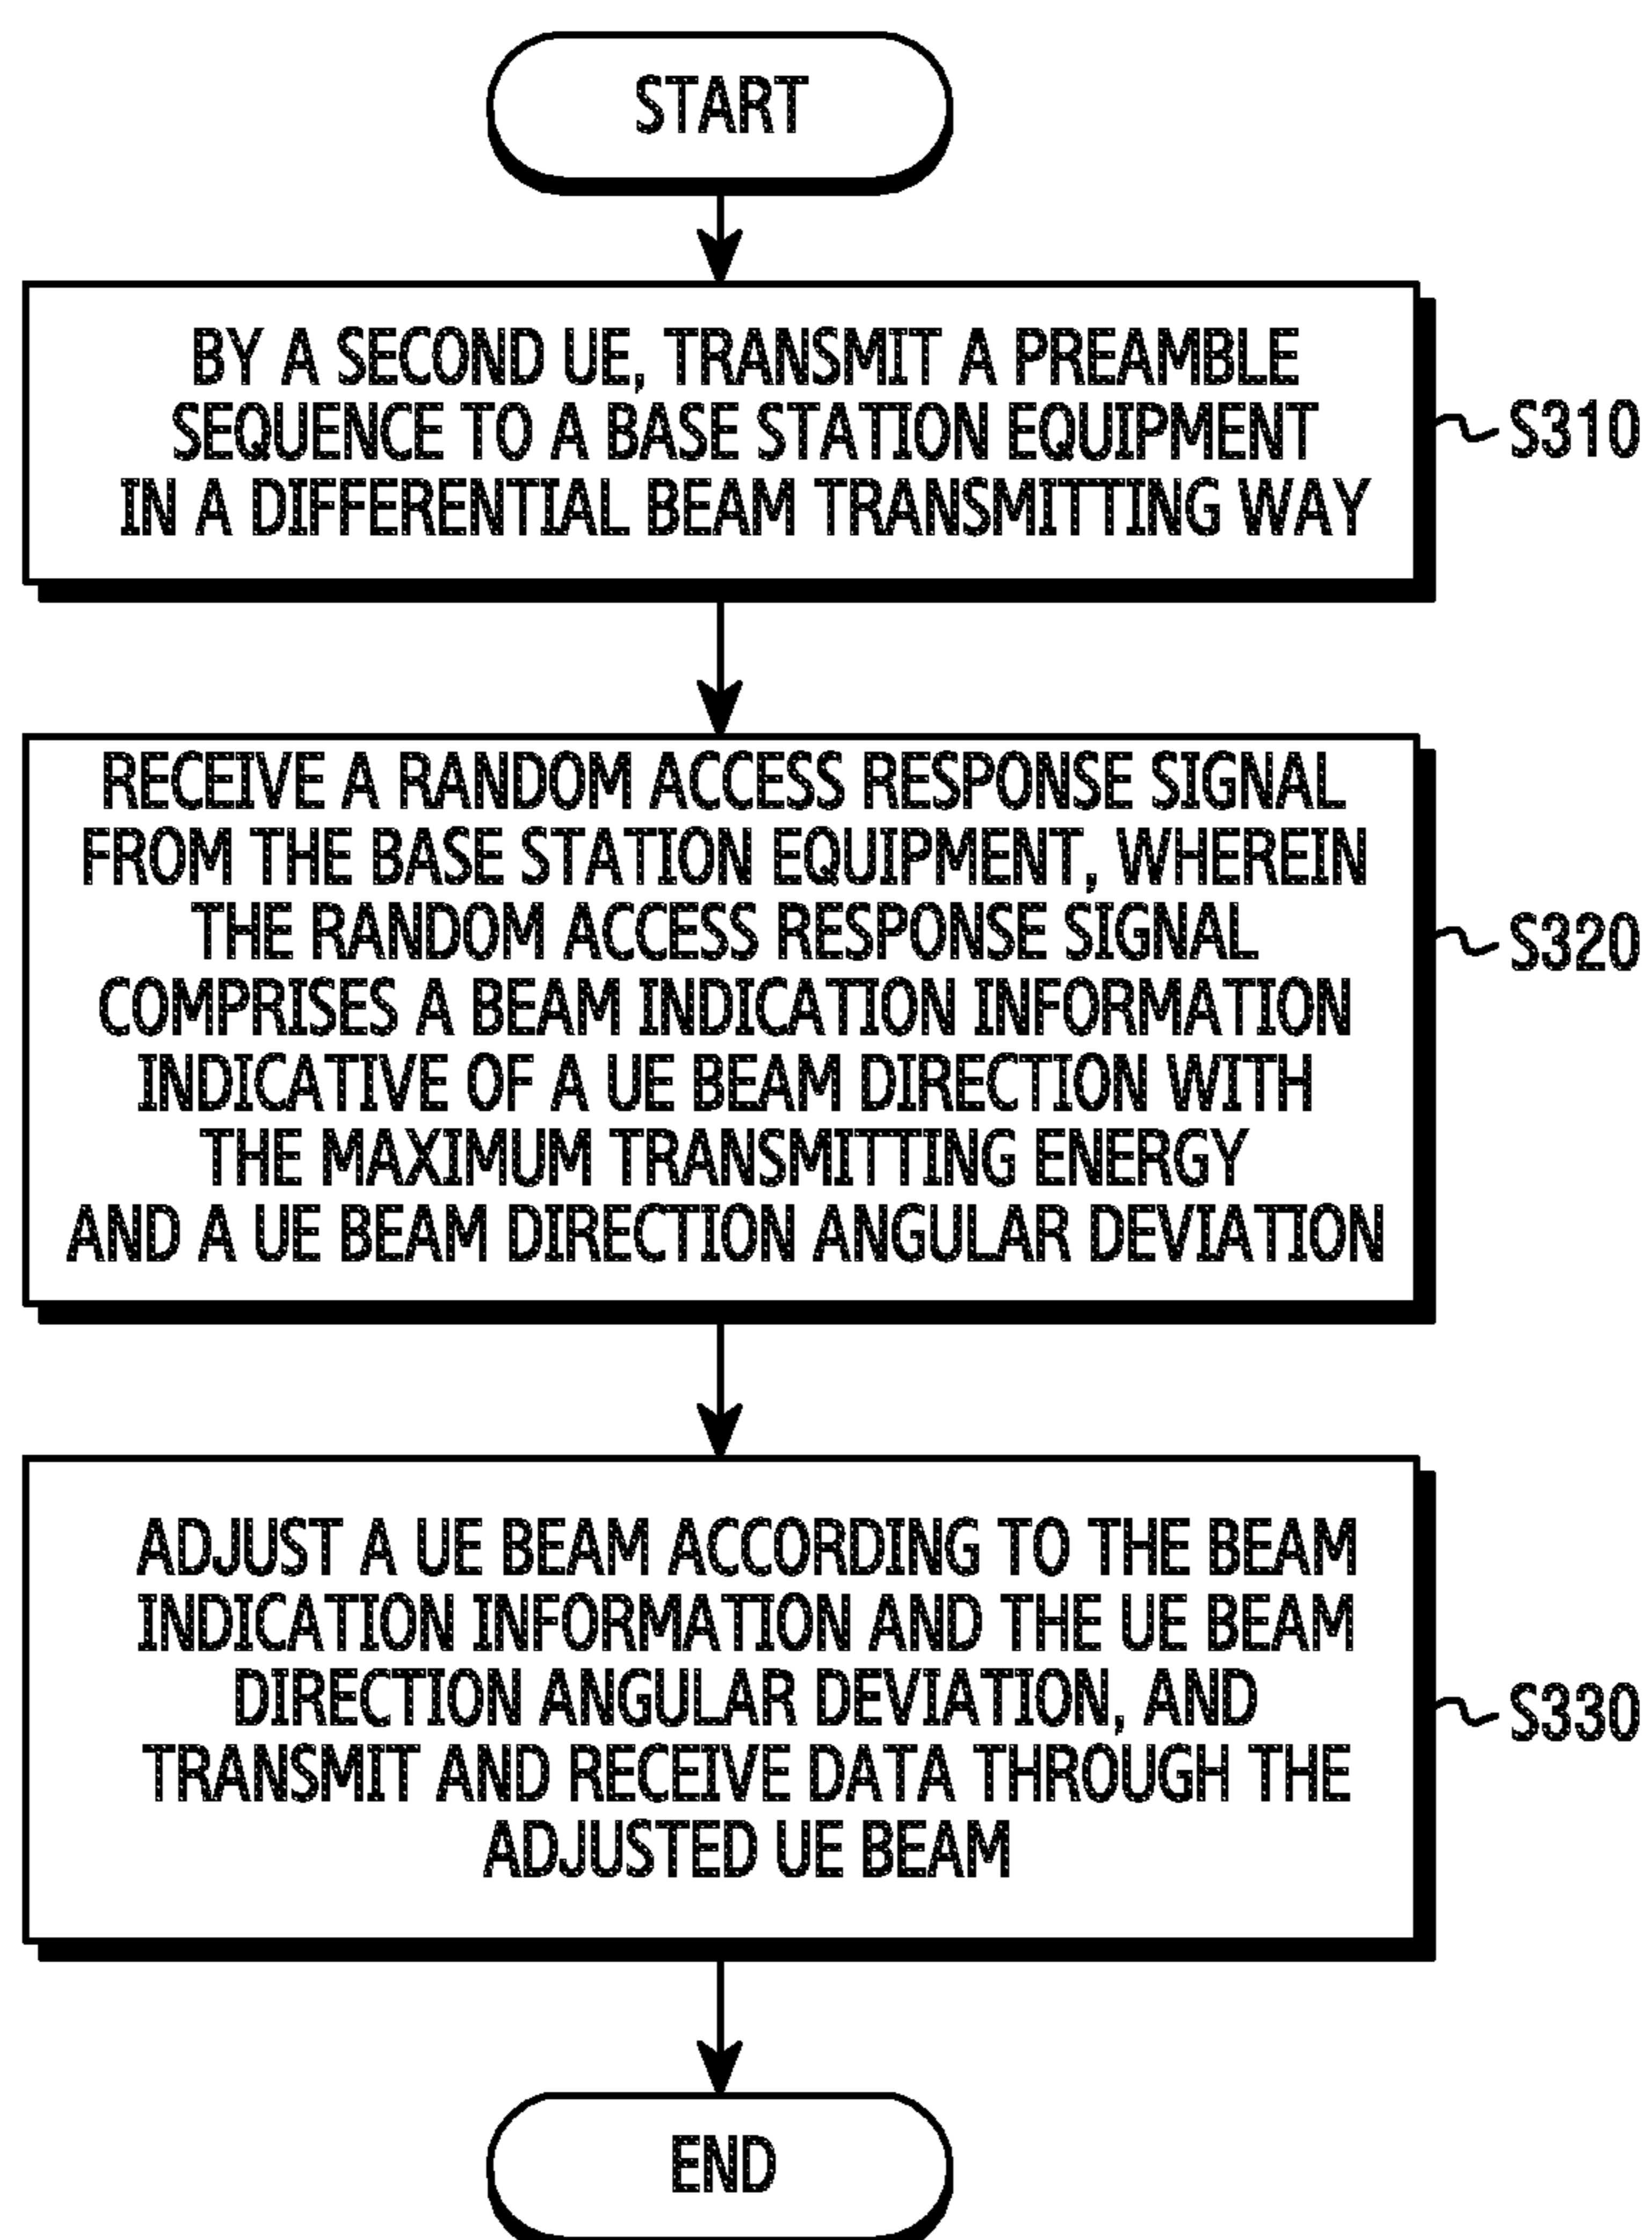 START
BY A SECOND UE, TRANSMIT A PREAMBLE
SEQUENCE TO A BASE STATION EQUIPMENT
IN A DIFFERENTIAL BEAM TRANSMITTING WAY
S310
RECEIVE A RANDOM ACCESS RESPONSE SIGNAL
FROM THE BASE STATION EQUIPMENT, WHEREIN
THE RANDOM ACCESS RESPONSE SIGNAL
COMPRISES A BEAM INDICATION INFORMATION
INDICATIVE OF A UE BEAM DIRECTION WITH
THE MAXIMUM TRANSMITTING ENERGY
AND A UE BEAM DIRECTION ANGULAR DEVIATION
S320
ADJUST A UE BEAM ACCORDING TO THE BEAM
INDICATION INFORMATION AND THE UE BEAM
DIRECTION ANGULAR DEVIATION, AND
TRANSMIT AND RECEIVE DATA THROUGH THE
ADJUSTED UE BEAM
S330
END